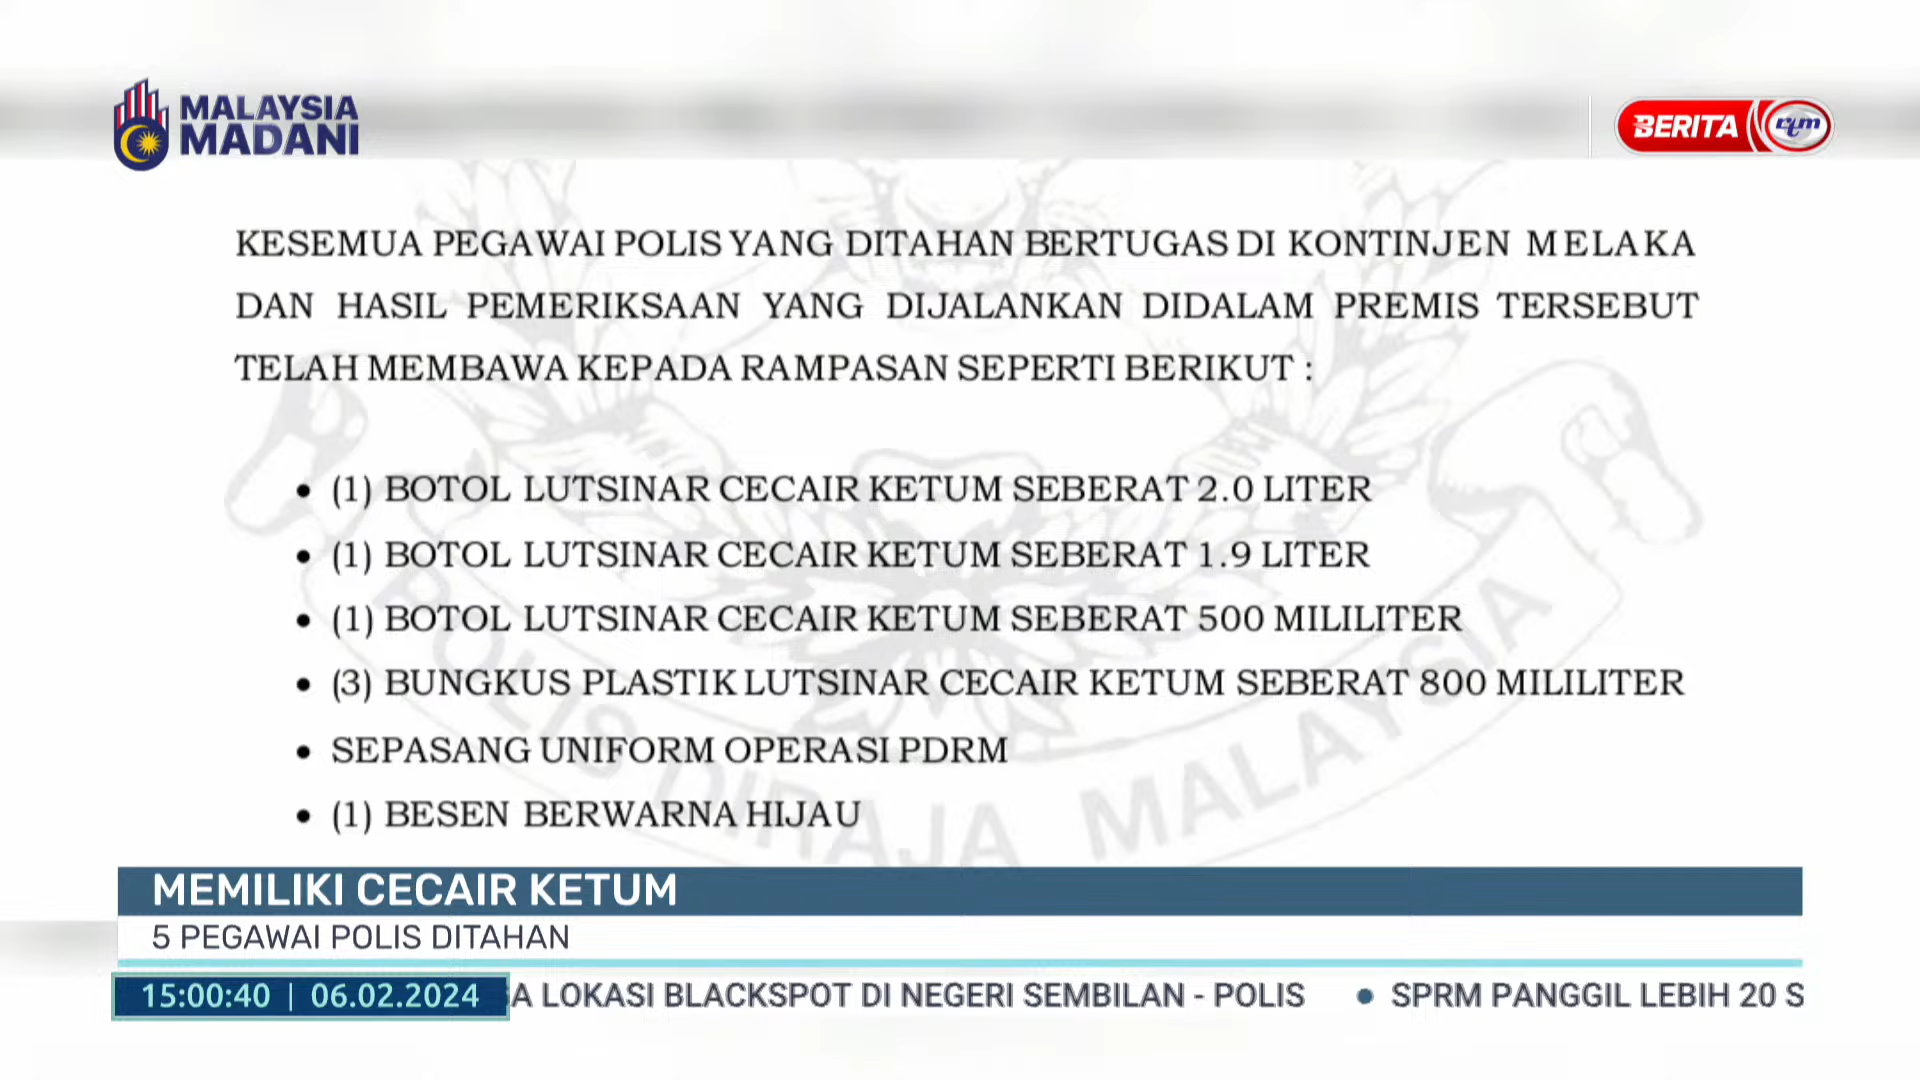 MALAYSIA
MADANI
BERITA rtm
KESEMUA PEGAWAI POLIS YANG DITAHAN BERTUGAS DI KONTINJEN MELAKA
DAN HASIL PEMERIKSAAN YANG DIJALANKAN DIDALAM PREMIS TERSEBUT
TELAH MEMBAWA KEPADA RAMPASAN SEPERTI BERIKUT :
• (1) BOTOL LUTSINAR CECAIR KETUM SEBERAT 2.0 LITER
• (1) BOTOL LUTSINAR CECAIR KETUM SEBERAT 1.9 LITER
• (1) BOTOL LUTSINAR CECAIR KETUM SEBERAT 500 MILILITER
• (3) BUNGKUS PLASTIK LUTSINAR CECAIR KETUM SEBERAT 800 MILILITER
• SEPASANG UNIFORM OPERASI PDRM
• (1) BESEN BERWARNA HIJAU
POLIS DIRAJA MALAYSIA
MEMILIKI CECAIR KETUM
5 PEGAWAI POLIS DITAHAN
15:00:40 | 06.02.2024 A LOKASI BLACKSPOT DI NEGERI SEMBILAN - POLIS • SPRM PANGGIL LEBIH 20 S